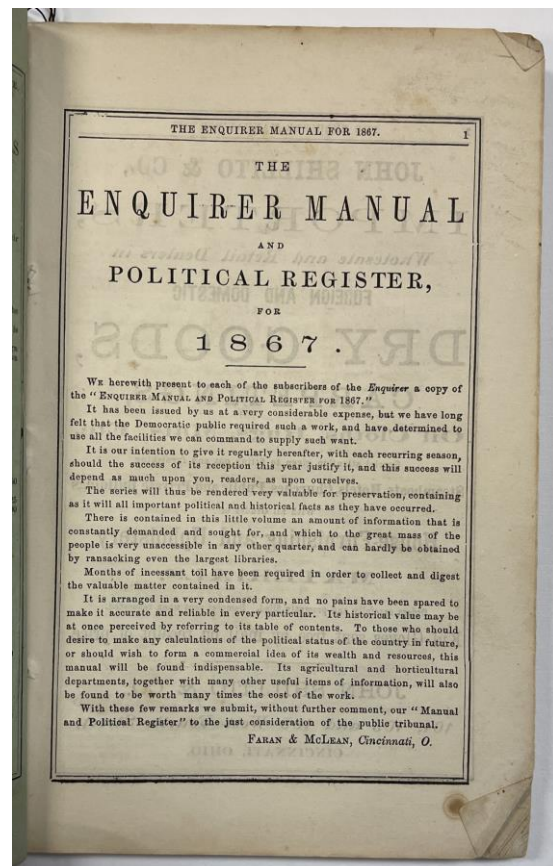 THE ENQUIRER MANUAL FOR 1867. 1
THE
ENQUIRER MANUAL
AND
POLITICAL REGISTER,
FOR
1867.
WE herewith present to each of the subscribers of the Enquirer a copy of
the "ENQUIRER MANUAL AND POLITICAL REGISTER FOR 1867."
It has been issued by us at a very considerable expense, but we have long
felt that the Democratic public required such a work, and have determined to
use all the facilities we can command to supply such want.
It is our intention to give it regularly hereafter, with each recurring season,
should the success of its reception this year justify it, and this success will
depend as much upon you, readers, as upon ourselves.
The series will thus be rendered very valuable for preservation, containing
as it will all important political and historical facts as they have occurred.
There is contained in this little volume an amount of information that is
constantly demanded and sought for, and which to the great mass of the
people is very unaccessible in any other quarter, and can hardly be obtained
by ransacking even the largest libraries.
Months of incessant toil have been required in order to collect and digest
the valuable matter contained in it.
It is arranged in a very condensed form, and no pains have been spared to
make it accurate and reliable in every particular. Its historical value may be
at once perceived by referring to its table of contents. To those who should
desire to make any calculations of the political status of the country in future,
or should wish to form a commercial idea of its wealth and resources, this
manual will be found indispensable. Its agricultural and horticultural
departments, together with many other useful items of information, will also
be found to be worth many times the cost of the work.
With these few remarks we submit, without further comment, our "Manual
and Political Register" to the just consideration of the public tribunal.
FARAN & MCLEAN, Cincinnati, O.